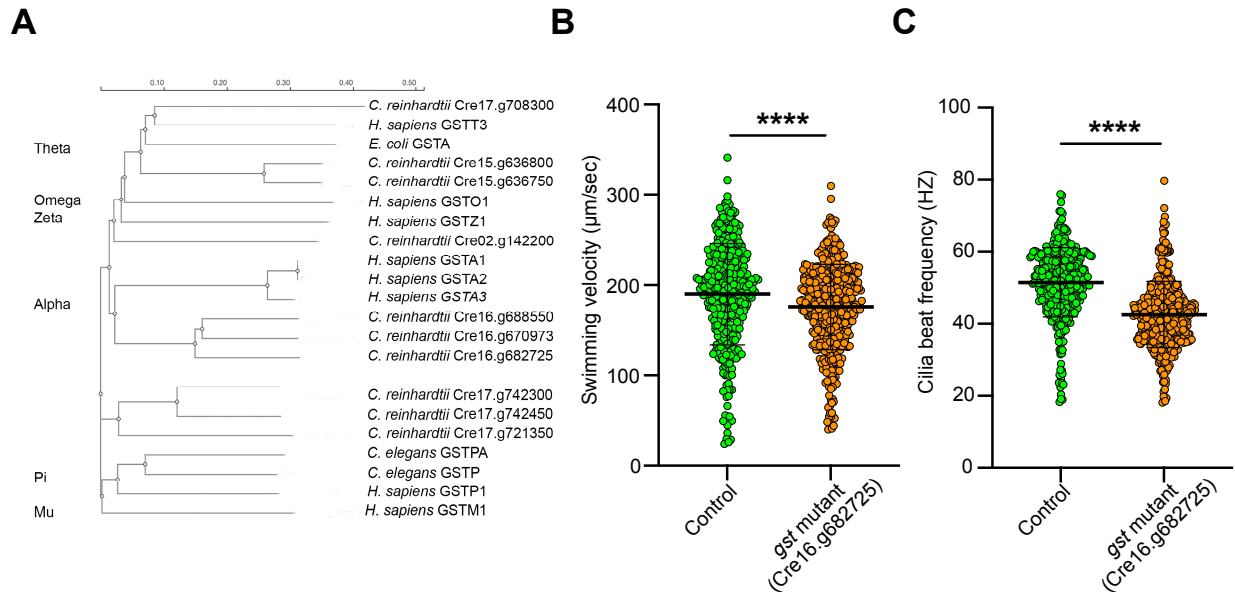 A
B
C
0.10
0.20
0.30
0.40
0.50
C. reinhardtii Cre17.g708300
H. sapiens GSTT3
Theta
E. coli GSTA
C. reinhardtii Cre15.g636800
C. reinhardtii Cre15.g636750
Omega
H. sapiens GSTO1
Zeta
H. sapiens GSTZ1
C. reinhardtii Cre02.g142200
H. sapiens GSTA1
H. sapiens GSTA2
Alpha
H. sapiens GSTA3
C. reinhardtii Cre16.g688550
C. reinhardtii Cre16.g670973
C. reinhardtii Cre16.g682725
C. reinhardtii Cre17.g742300
C. reinhardtii Cre17.g742450
C. reinhardtii Cre17.g721350
C. elegans GSTPA
Pi
C. elegans GSTP
H. sapiens GSTP1
Mu
H. sapiens GSTM1
Swimming velocity (µm/sec)
400
300
200
100
0
****
Control
gst mutant
(Cre16.g682725)
Cilia beat frequency (HZ)
100
80
60
40
20
0
****
Control
gst mutant
(Cre16.g682725)